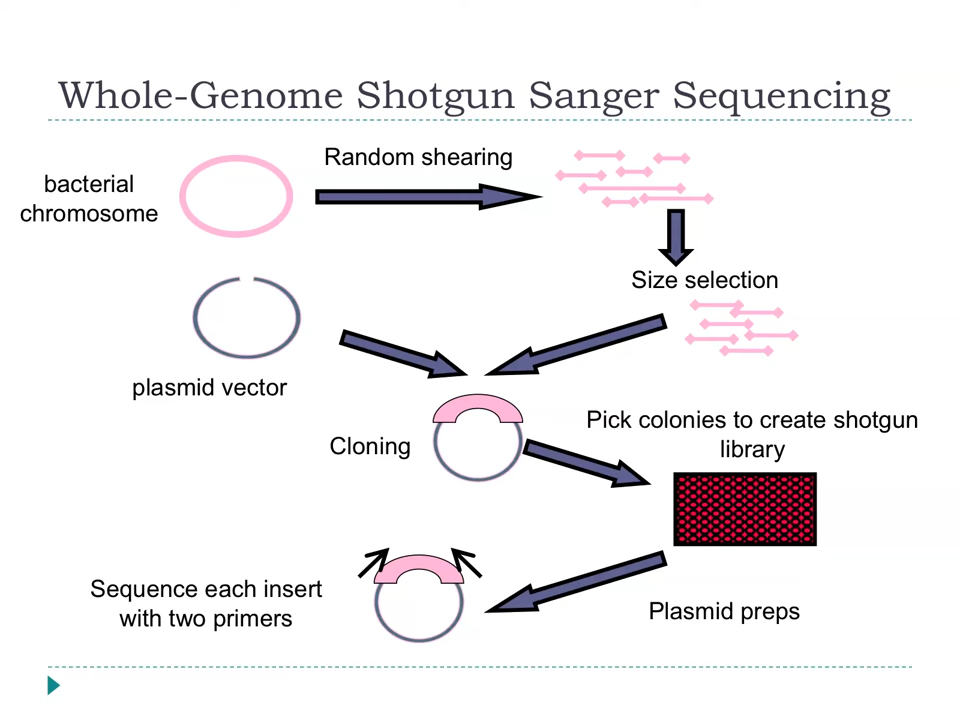 Whole-Genome Shotgun Sanger Sequencing
Random shearing
bacterial
chromosome
Size selection
plasmid vector
Pick colonies to create shotgun
library
Cloning
Sequence each insert
with two primers
Plasmid preps